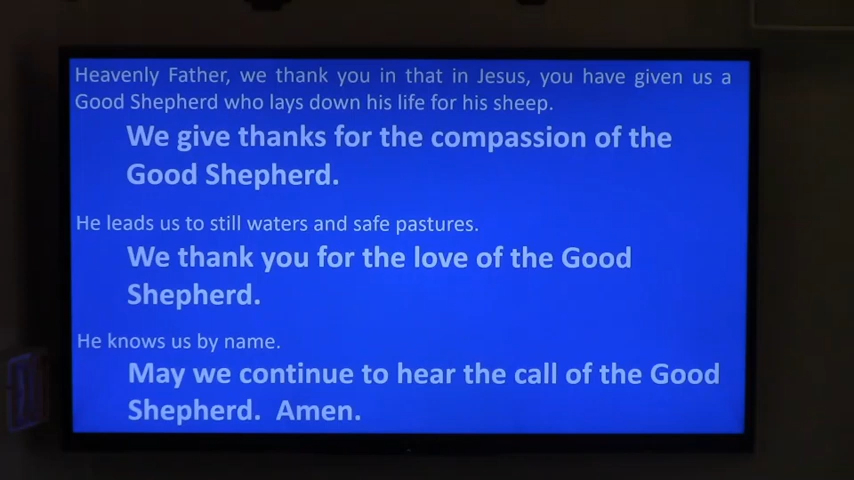 Heavenly Father, we thank you in that in Jesus, you have given us a
Good Shepherd who lays down his life for his sheep.
We give thanks for the compassion of the
Good Shepherd.
He leads us to still waters and safe pastures.
We thank you for the love of the Good
Shepherd.
He knows us by name.
May we continue to hear the call of the Good
Shepherd. Amen.